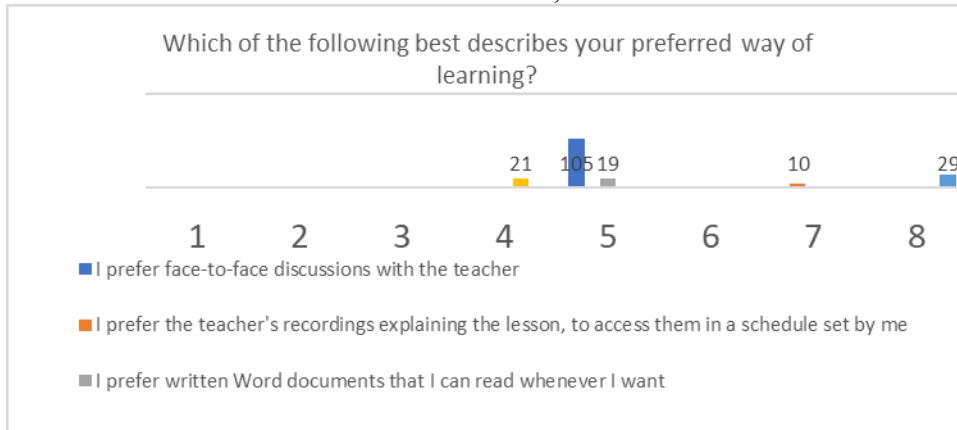 Which of the following best describes your preferred way of
learning?
21 105 19 10 29
1 2 3 4 5 6 7 8
I prefer face-to-face discussions with the teacher
I prefer the teacher's recordings explaining the lesson, to access them in a schedule set by me
I prefer written Word documents that I can read whenever I want